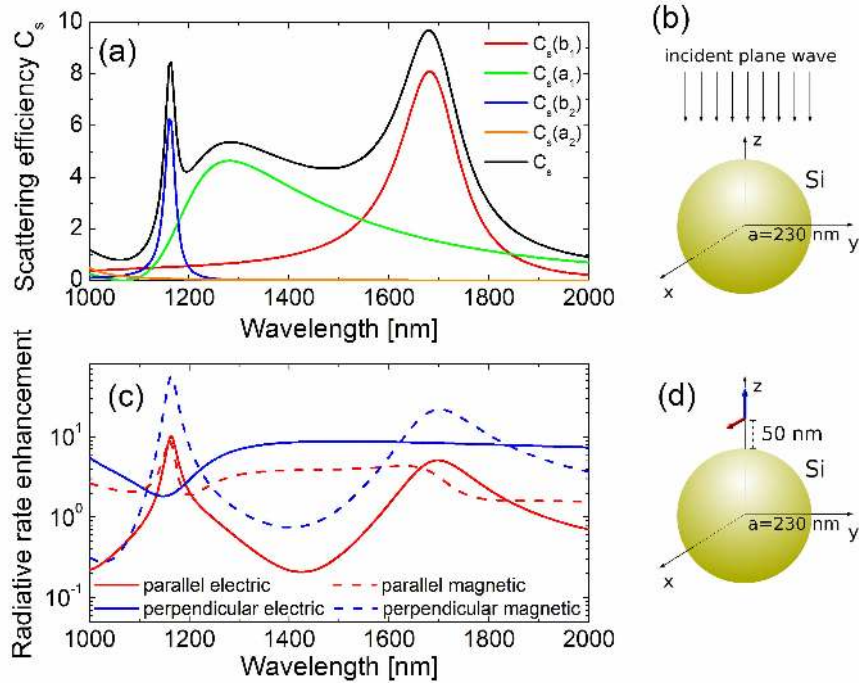 (a)
Scattering efficiency C_s
10
8
6
4
2
0
C_s(b_1)
C_s(a_1)
C_s(b_2)
C_s(a_2)
C_s
1000 1200 1400 1600 1800 2000
Wavelength [nm]
(b)
incident plane wave
z
Si
a=230 nm
y
x
(c)
Radiative rate enhancement
10^1
10^0
10^-1
parallel electric
parallel magnetic
perpendicular electric
perpendicular magnetic
1000 1200 1400 1600 1800 2000
Wavelength [nm]
(d)
z
50 nm
Si
a=230 nm
y
x